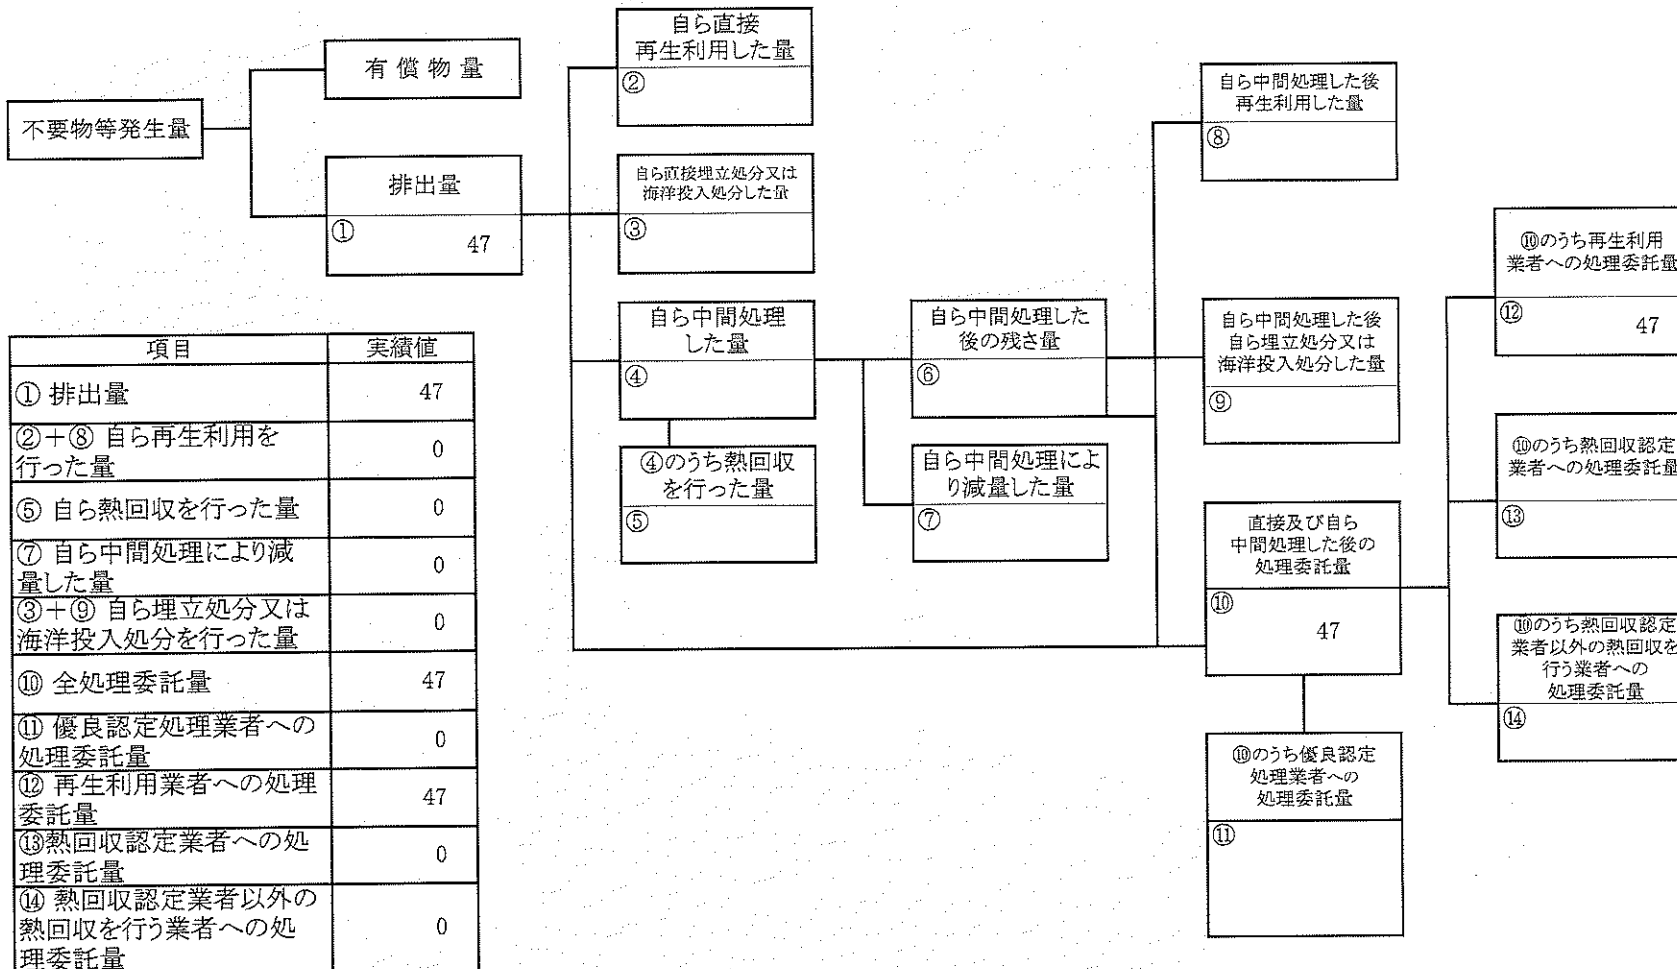 不要物等発生量
有償物量
排出量
① 47
自ら直接
再生利用した量
②
自ら直接埋立処分又は
海洋投入処分した量
③
自ら中間処理
した量
④
④のうち熱回収
を行った量
⑤
自ら中間処理した
後の残さ量
⑥
自ら中間処理によ
り減量した量
⑦
自ら中間処理した後
再生利用した量
⑧
自ら中間処理した後
自ら埋立処分又は
海洋投入処分した量
⑨
直接及び自ら
中間処理した後の
処理委託量
⑩
47
⑩のうち優良認定
処理業者への
処理委託量
⑪
⑩のうち再生利用
業者への処理委託量
⑫ 47
⑩のうち熱回収認定
業者への処理委託量
⑬
⑩のうち熱回収認定
業者以外の熱回収を
行う業者への
処理委託量
⑭
項目 実績値
① 排出量 47
②+⑧ 自ら再生利用を
行った量 0
⑤ 自ら熱回収を行った量 0
⑦ 自ら中間処理により減
量した量 0
③+⑨ 自ら埋立処分又は
海洋投入処分を行った量 0
⑩ 全処理委託量 47
⑪ 優良認定処理業者への
処理委託量 0
⑫ 再生利用業者への処理
委託量 47
⑬熱回収認定業者への処
理委託量 0
⑭ 熱回収認定業者以外の
熱回収を行う業者への処 0
理委託量